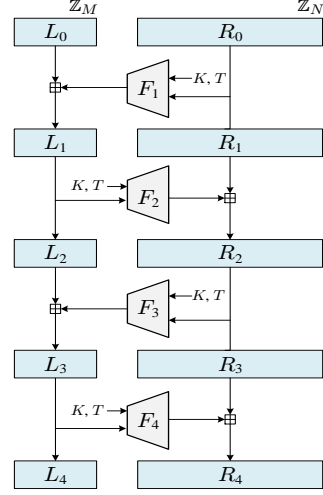 ℤ_M ℤ_N
L_0 R_0
F_1 K, T
L_1 R_1
K, T F_2
L_2 R_2
F_3 K, T
L_3 R_3
K, T F_4
L_4 R_4